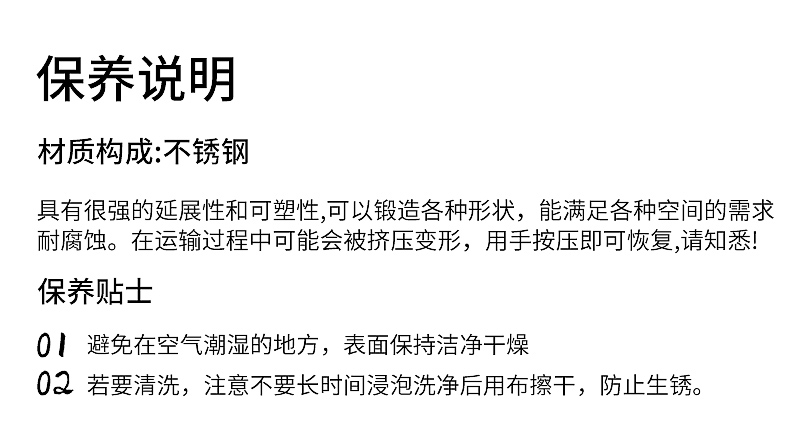 保养说明
材质构成:不锈钢
具有很强的延展性和可塑性,可以锻造各种形状，能满足各种空间的需求
耐腐蚀。在运输过程中可能会被挤压变形，用手按压即可恢复,请知悉!
保养贴士
01 避免在空气潮湿的地方，表面保持洁净干燥
02 若要清洗，注意不要长时间浸泡洗净后用布擦干，防止生锈。